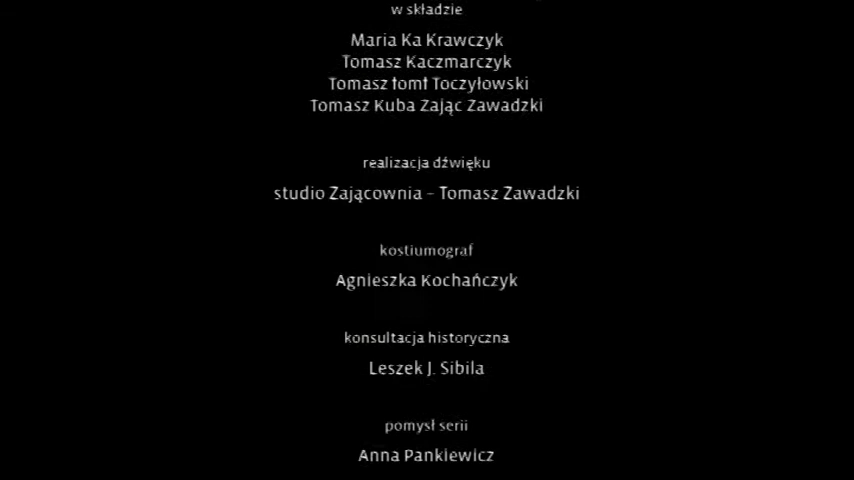 w składzie
Maria Ka Krawczyk
Tomasz Kaczmarczyk
Tomasz tomt Toczyłowski
Tomasz Kuba Zając Zawadzki
realizacja dźwięku
studio Zającownia – Tomasz Zawadzki
kostiumograf
Agnieszka Kochańczyk
konsultacja historyczna
Leszek J. Sibila
pomysł serii
Anna Pankiewicz